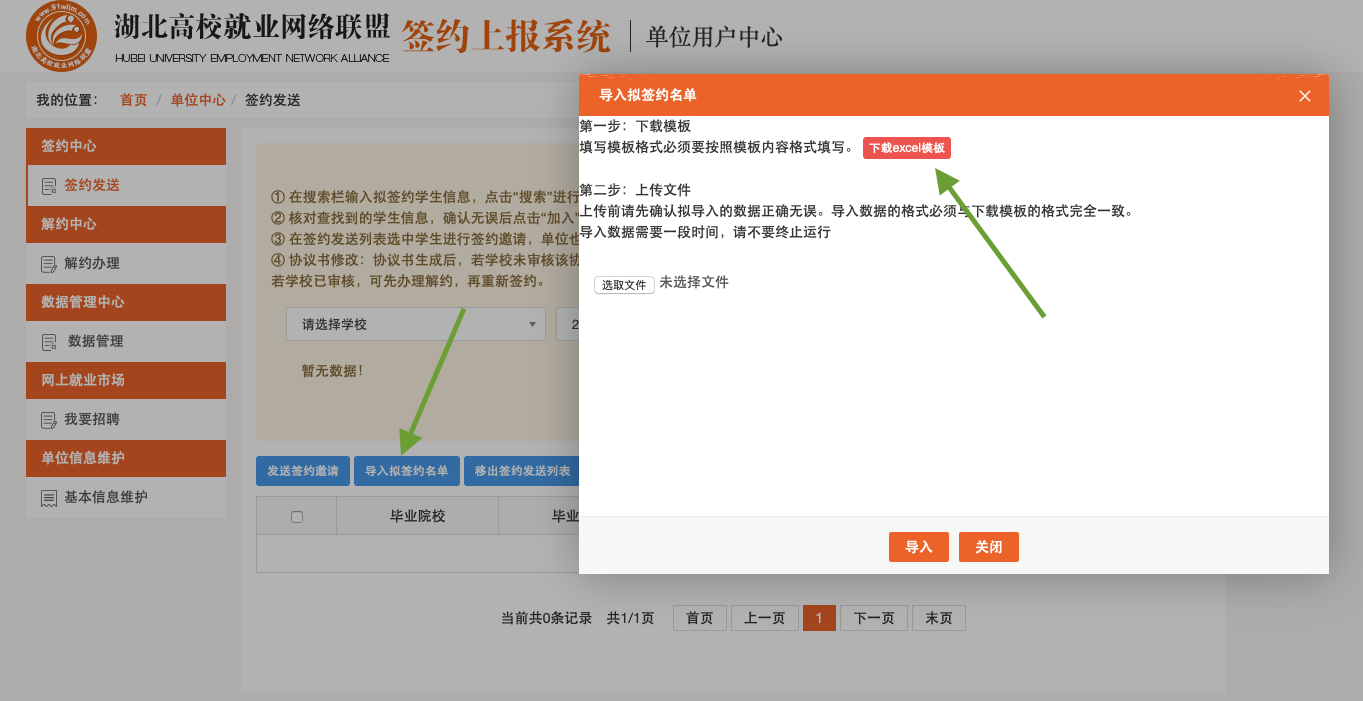 www.91wllm.com
湖北高校就业网络联盟
湖北高校就业网络联盟
HUBEI UNIVERSITY EMPLOYMENT NETWORK ALLIANCE
签约上报系统
单位用户中心
我的位置： 首页 / 单位中心 / 签约发送
签约中心
签约发送
解约中心
解约办理
数据管理中心
数据管理
网上就业市场
我要招聘
单位信息维护
基本信息维护
① 在搜索栏输入拟签约学生信息，点击“搜索”进行
② 核对查找到的学生信息，确认无误后点击“加入
③ 在签约发送列表选中学生进行签约邀请，单位也
④ 协议书修改：协议书生成后，若学校未审核该协
若学校已审核，可先办理解约，再重新签约。
请选择学校
2
暂无数据！
发送签约邀请 导入拟签约名单 移出签约发送列表
毕业院校 毕业
当前共0条记录 共1/1页 首页 上一页 1 下一页 末页
导入拟签约名单
第一步：下载模板
填写模板格式必须要按照模板内容格式填写。 下载excel模板
第二步：上传文件
上传前请先确认拟导入的数据正确无误。导入数据的格式必须与下载模板的格式完全一致。
导入数据需要一段时间，请不要终止运行
选取文件 未选择文件
导入 关闭